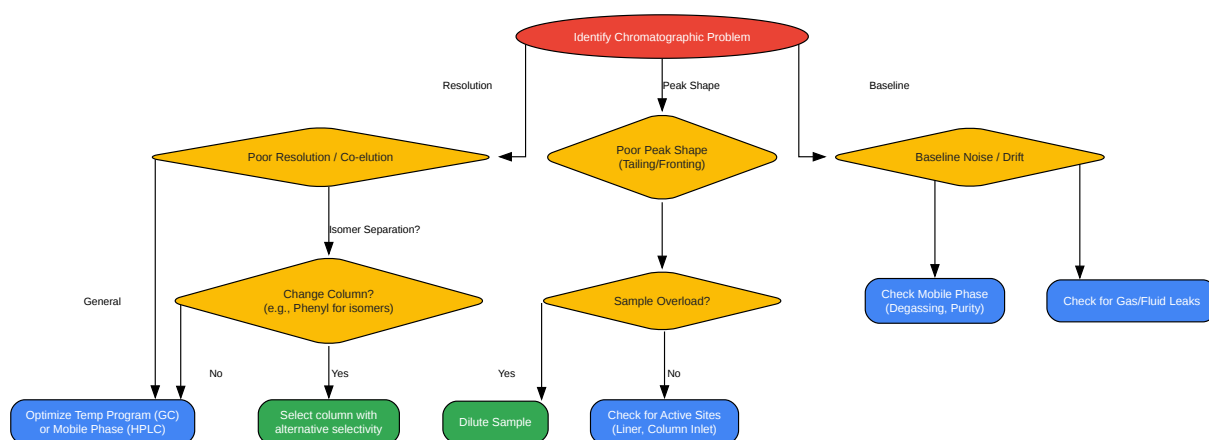 Identify Chromatographic Problem
Resolution
Peak Shape
Baseline
Poor Resolution / Co-elution
Poor Peak Shape
(Tailing/Fronting)
Baseline Noise / Drift
Isomer Separation?
General
Change Column?
(e.g., Phenyl for isomers)
Sample Overload?
Check Mobile Phase
(Degassing, Purity)
Check for Gas/Fluid Leaks
No
Yes
Yes
No
Optimize Temp Program (GC)
or Mobile Phase (HPLC)
Select column with
alternative selectivity
Dilute Sample
Check for Active Sites
(Liner, Column Inlet)